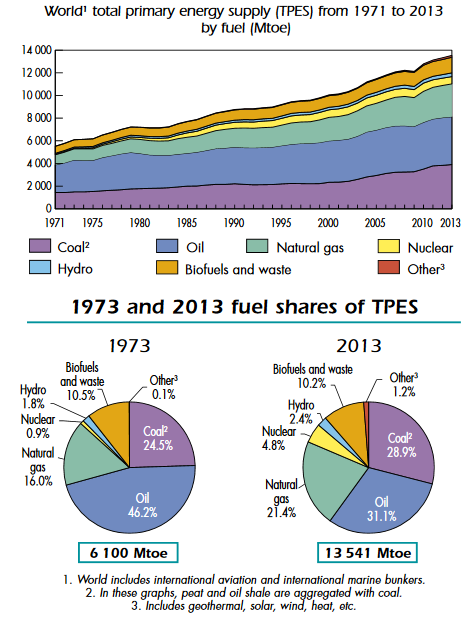 World¹ total primary energy supply (TPES) from 1971 to 2013
by fuel (Mtoe)
14 000
12 000
10 000
8 000
6 000
4 000
2 000
0
1971 1975 1980 1985 1990 1995 2000 2005 2010 2013
Coal² Oil Natural gas Nuclear
Hydro Biofuels and waste Other³
1973 and 2013 fuel shares of TPES
1973
Biofuels
and waste
10.5%
Other³
0.1%
Hydro
1.8%
Nuclear
0.9%
Natural
gas
16.0%
Coal²
24.5%
Oil
46.2%
6 100 Mtoe
2013
Biofuels and waste
10.2%
Other³
1.2%
Hydro
2.4%
Nuclear
4.8%
Natural
gas
21.4%
Coal²
28.9%
Oil
31.1%
13 541 Mtoe
1. World includes international aviation and international marine bunkers.
2. In these graphs, peat and oil shale are aggregated with coal.
3. Includes geothermal, solar, wind, heat, etc.